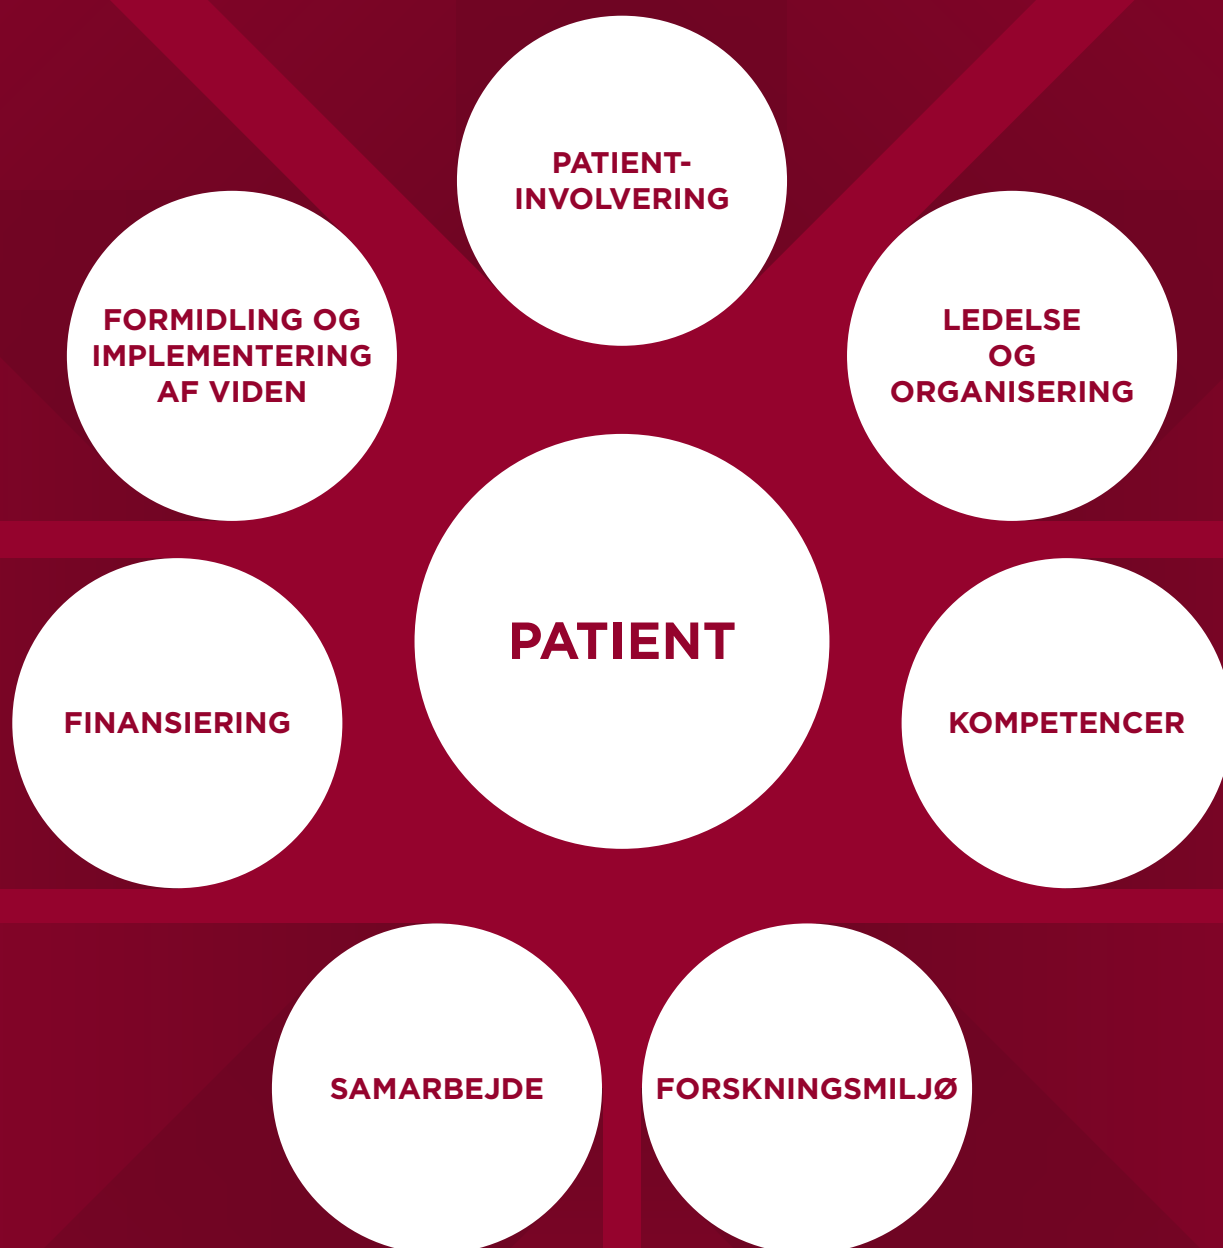 PATIENT-
INVOLVERING
FORMIDLING OG
IMPLEMENTERING
AF VIDEN
LEDELSE
OG
ORGANISERING
PATIENT
FINANSIERING
KOMPETENCER
SAMARBEJDE
FORSKNINGSMILJØ